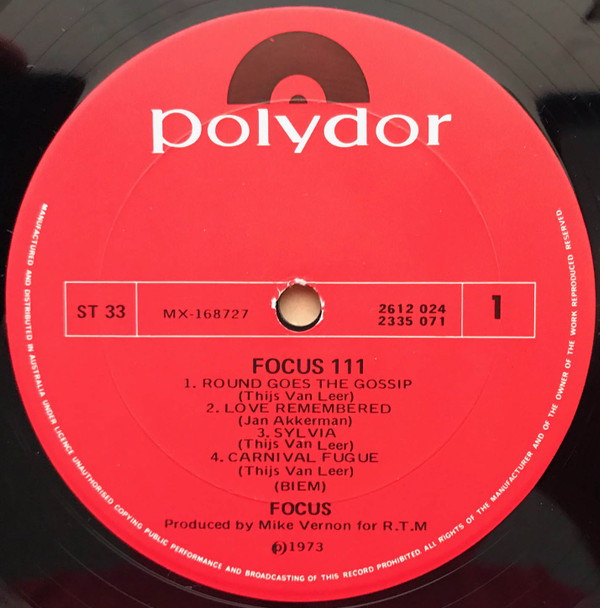 polydor
ST 33
MX-168727
2612 024
2335 071
1
FOCUS 111
1. ROUND GOES THE GOSSIP
(Thijs Van Leer)
2. LOVE REMEMBERED
(Jan Akkerman)
3. SYLVIA
(Thijs Van Leer)
4. CARNIVAL FUGUE
(Thijs Van Leer)
(BIEM)
FOCUS
Produced by Mike Vernon for R.T.M
℗1973
MANUFACTURED AND DISTRIBUTED IN AUSTRALIA UNDER LICENCE UNAUTHORISED COPYING PUBLIC PERFORMANCE AND BROADCASTING OF THIS RECORD PROHIBITED. ALL RIGHTS OF THE MANUFACTURER AND OF THE OWNER OF THE WORK REPRODUCED RESERVED.